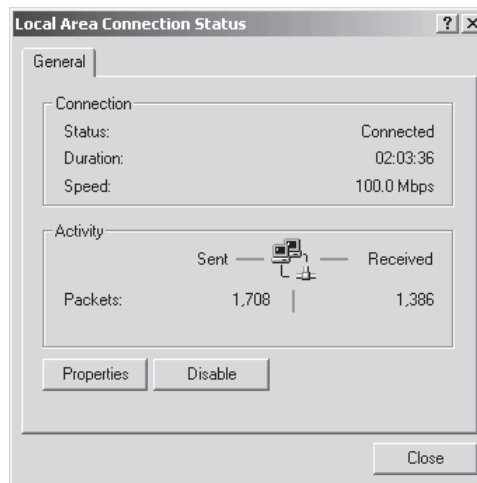 Local Area Connection Status
General
Connection
Status: Connected
Duration: 02:03:36
Speed: 100.0 Mbps
Activity
Sent Received
Packets: 1,708 1,386
Properties Disable
Close